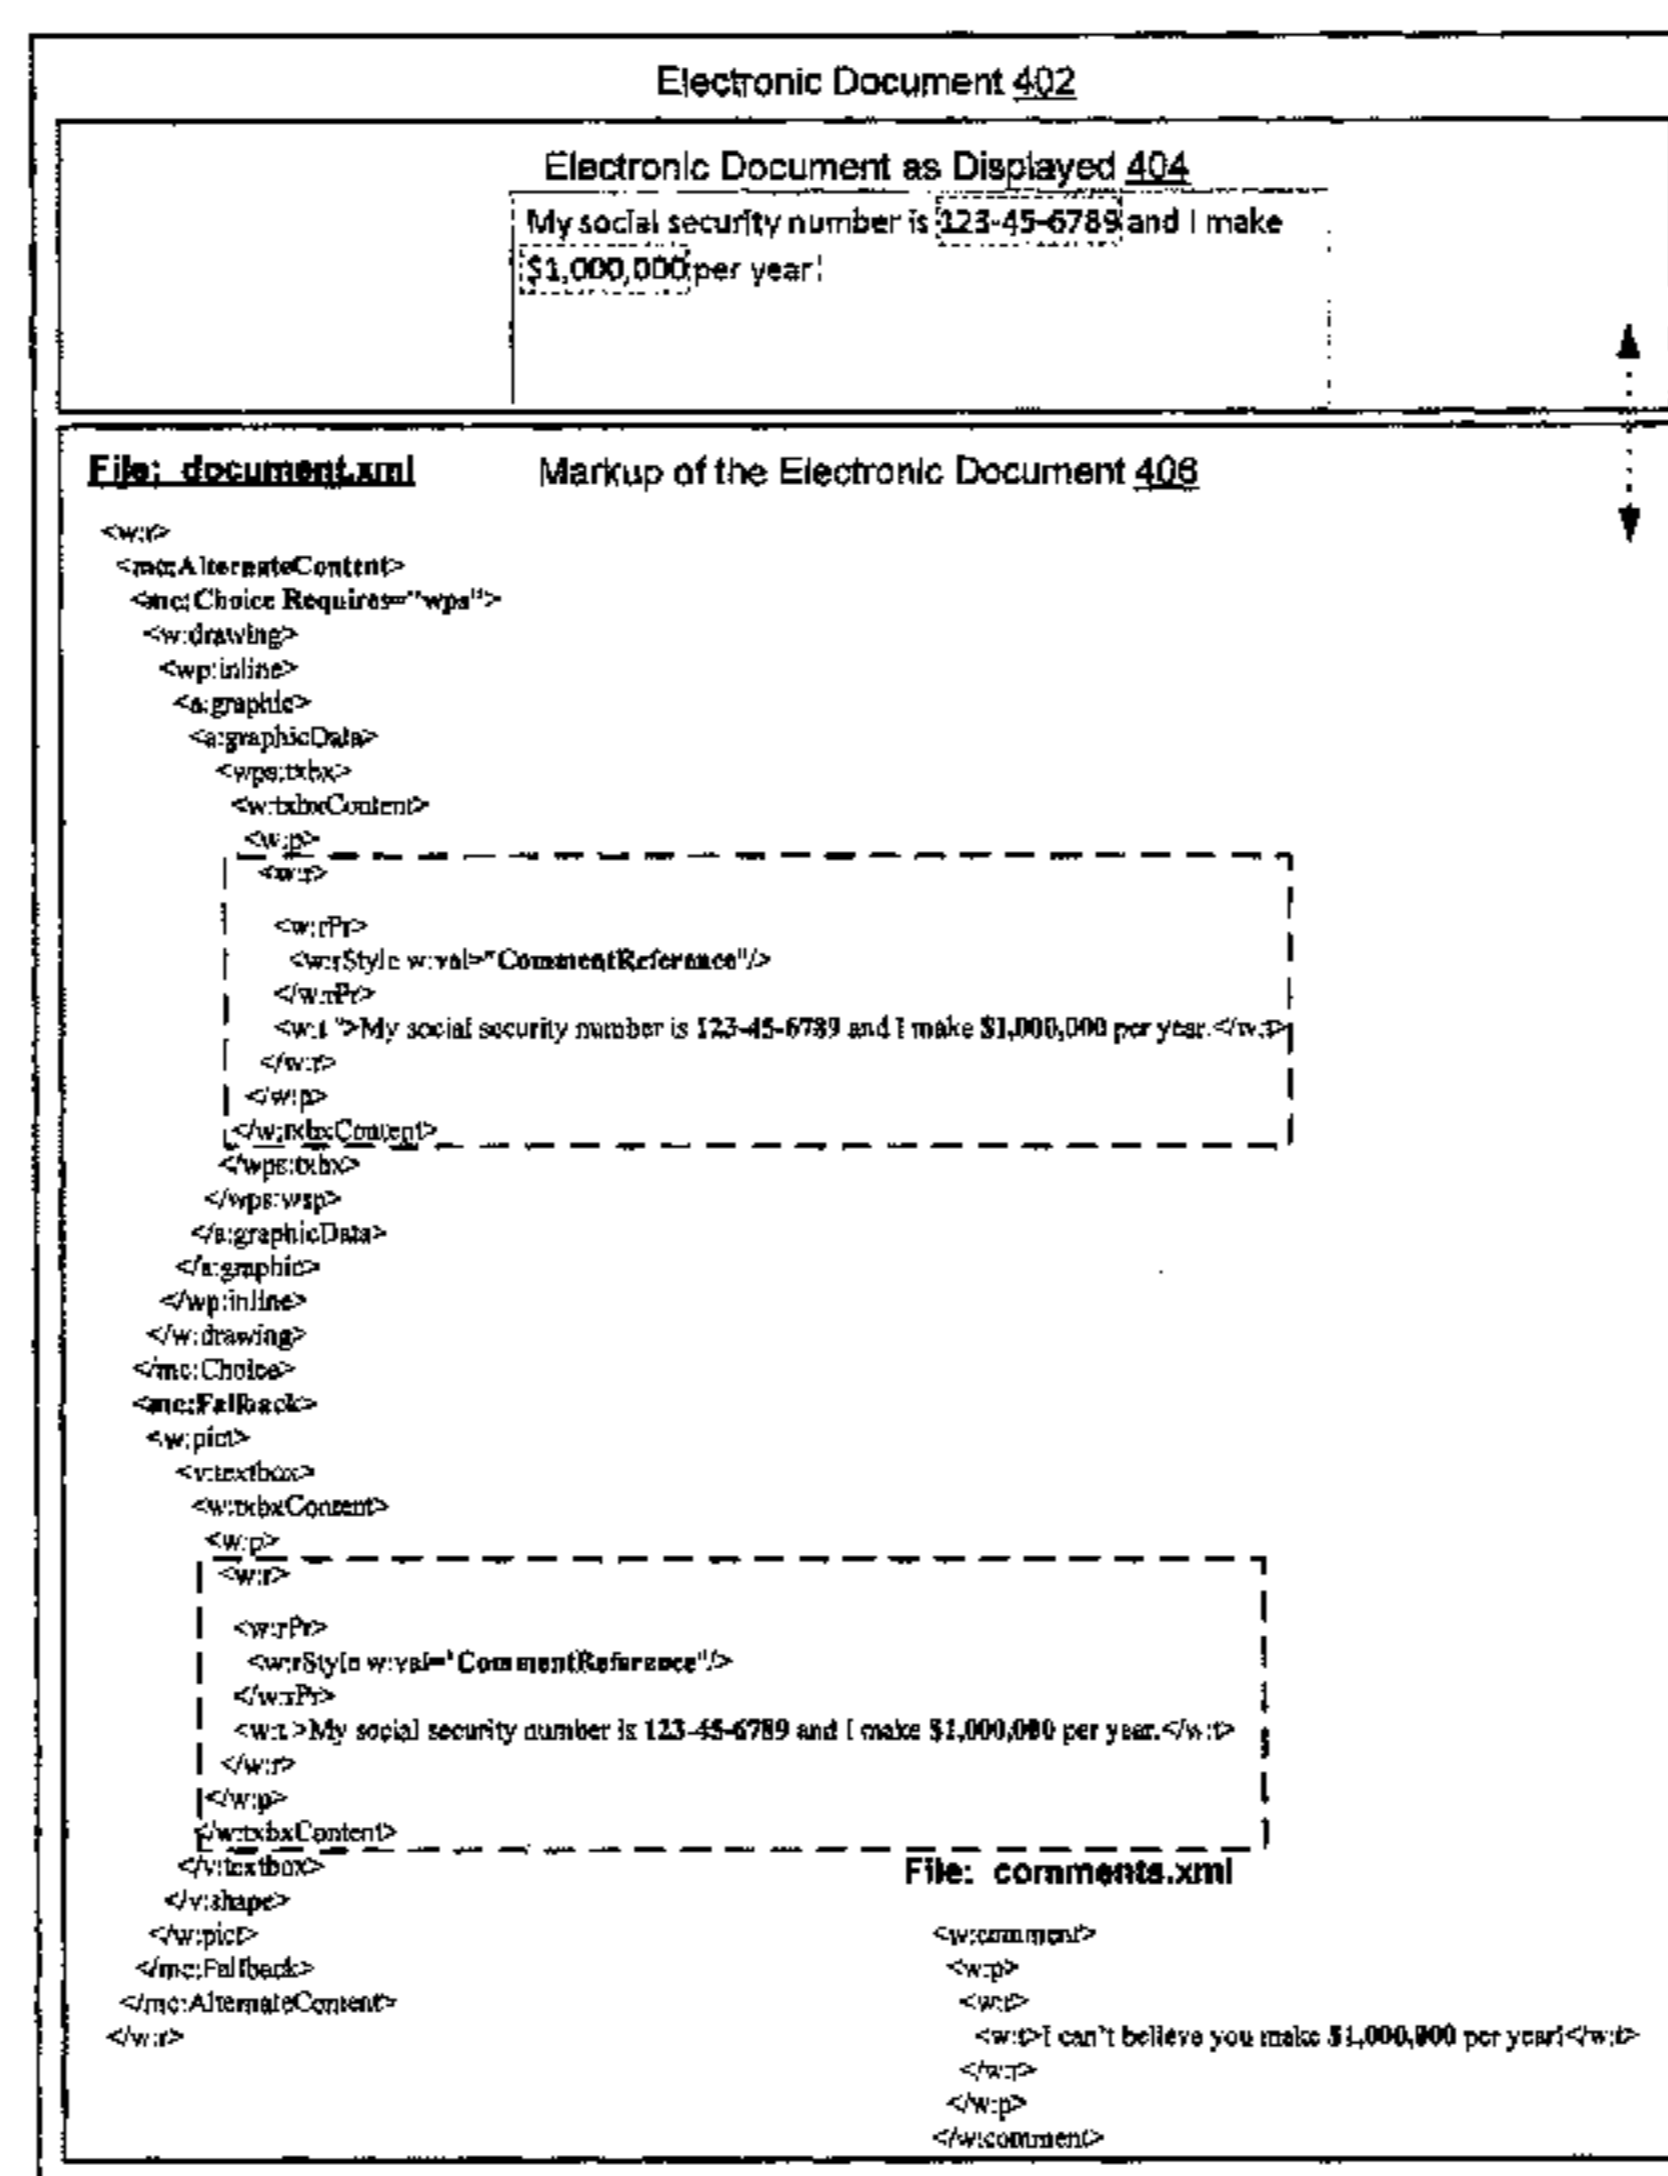 Electronic Document 402
Electronic Document as Displayed 404
My social security number is 123-45-6789 and I make
$1,000,000 per year
File: document.xml
Markup of the Electronic Document 406
<w:r>
<mc:AlternateContent>
<mc:Choice Requires="wps">
<w:drawing>
<wp:inline>
<a:graphic>
<a:graphicData>
<wps:txbx>
<w:txbxContent>
<w:p>
<w:r>
<w:rPr>
<w:rStyle w:val="CommentReference"/>
</w:rPr>
<w:t ">My social security number is 123-45-6789 and I make $1,000,000 per year.</w:t>
</w:r>
</w:p>
</w:txbxContent>
</wps:txbx>
</wps:wsp>
</a:graphicData>
</a:graphic>
</wp:inline>
</w:drawing>
</mc:Choice>
<mc:Fallback>
<w:pict>
<v:textbox>
<w:txbxContent>
<w:p>
<w:r>
<w:rPr>
<w:rStyle w:val="CommentReference"/>
</w:rPr>
<w:t >My social security number is 123-45-6789 and I make $1,000,000 per year.</w:t>
</w:r>
</w:p>
</w:txbxContent>
</v:textbox>
</v:shape>
</w:pict>
</mc:Fallback>
</mc:AlternateContent>
</w:r>
File: comments.xml
<w:comment>
<w:p>
<w:r>
<w:t>I can't believe you make $1,000,000 per year!</w:t>
</w:r>
</w:p>
</w:comment>